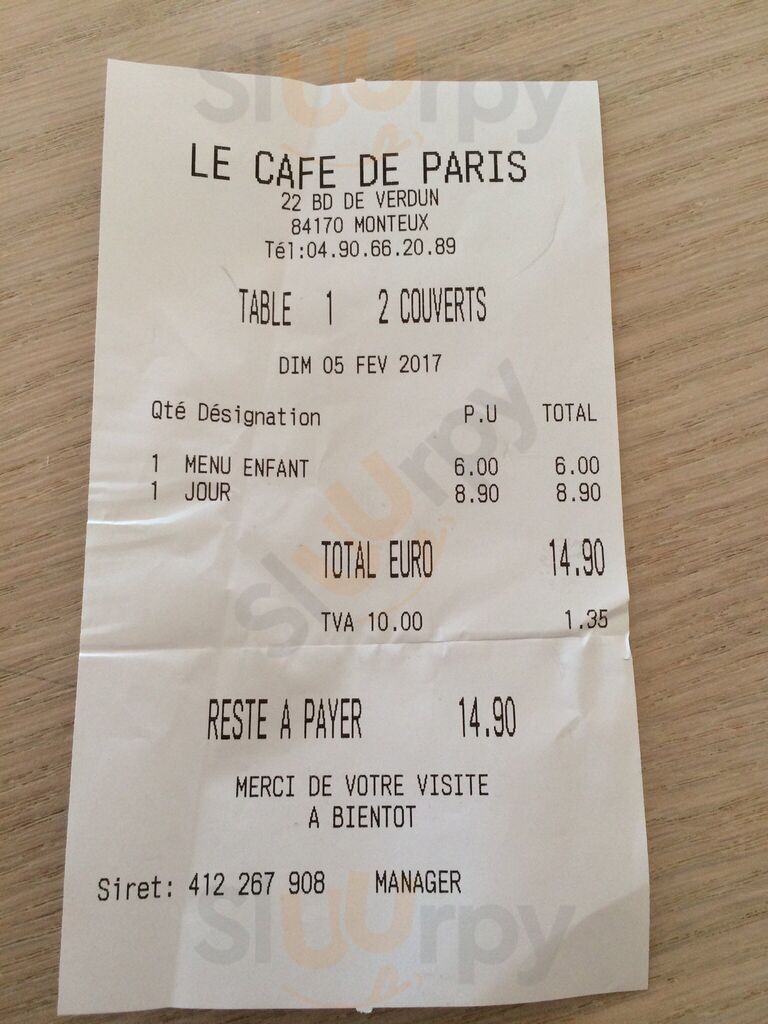 sluurpy
LE CAFE DE PARIS
22 BD DE VERDUN
84170 MONTEUX
Tél:04.90.66.20.89
TABLE 1 2 COUVERTS
DIM 05 FEV 2017
Qté Désignation P.U TOTAL
1 MENU ENFANT 6.00 6.00
1 JOUR 8.90 8.90
sluurpy
TOTAL EURO 14.90
TVA 10.00 1.35
RESTE A PAYER 14.90
MERCI DE VOTRE VISITE
A BIENTOT
Siret: 412 267 908 MANAGER
sluurpy